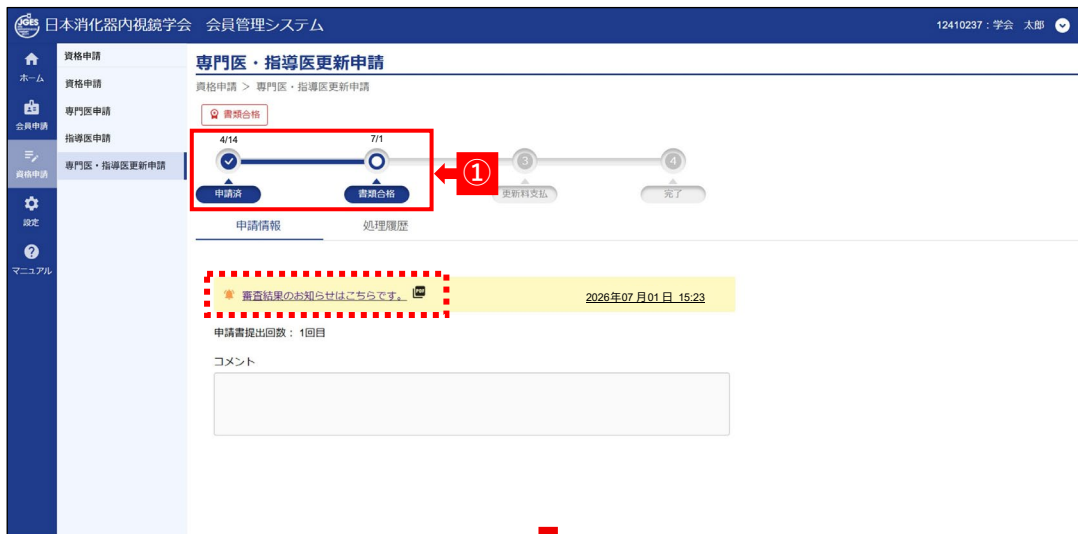 JGES 日本消化器内視鏡学会 会員管理システム
12410237：学会 太郎
ホーム
会員申請
資格申請
設定
マニュアル
資格申請
資格申請
専門医申請
指導医申請
専門医・指導医更新申請
専門医・指導医更新申請
資格申請 > 専門医・指導医更新申請
書類合格
4/14 7/1
3 4
①
申請済 書類合格 更新料支払 完了
申請情報 処理履歴
審査結果のお知らせはこちらです。 PDF 2026年07月01日 15:23
申請書提出回数： 1回目
コメント